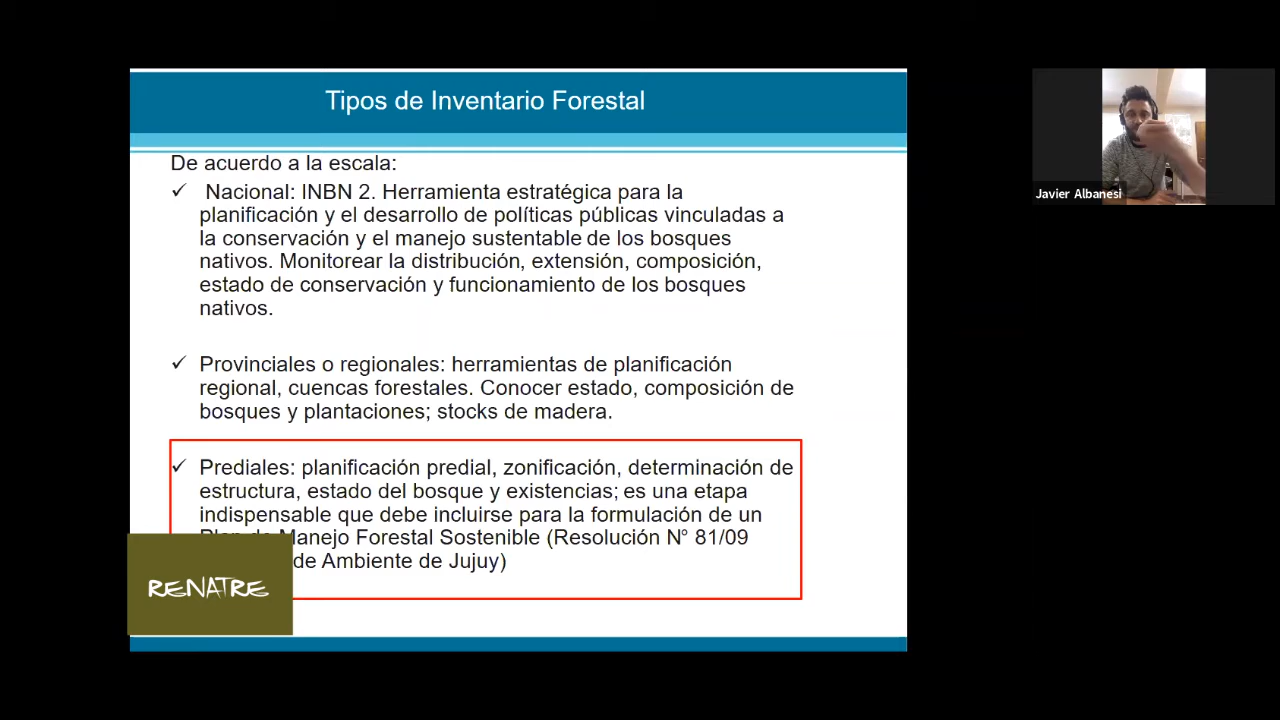 Tipos de Inventario Forestal
De acuerdo a la escala:
✓ Nacional: INBN 2. Herramienta estratégica para la
planificación y el desarrollo de políticas públicas vinculadas a
la conservación y el manejo sustentable de los bosques
nativos. Monitorear la distribución, extensión, composición,
estado de conservación y funcionamiento de los bosques
nativos.
✓ Provinciales o regionales: herramientas de planificación
regional, cuencas forestales. Conocer estado, composición de
bosques y plantaciones; stocks de madera.
✓ Prediales: planificación predial, zonificación, determinación de
estructura, estado del bosque y existencias; es una etapa
indispensable que debe incluirse para la formulación de un
Manejo Forestal Sostenible (Resolución N° 81/09
de Ambiente de Jujuy)
RENATRE
Javier Albanesi